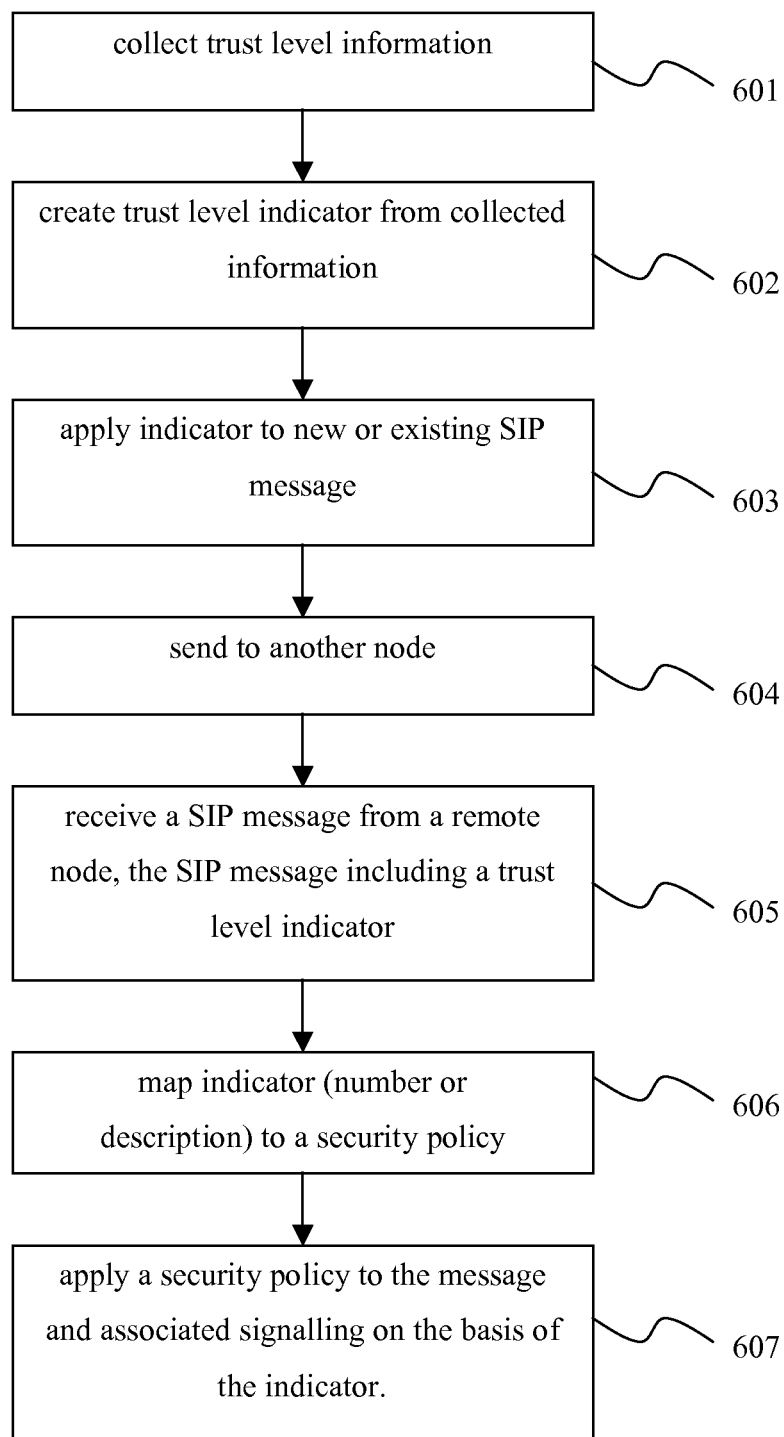 collect trust level information
601
create trust level indicator from collected
information
602
apply indicator to new or existing SIP
message
603
send to another node
604
receive a SIP message from a remote
node, the SIP message including a trust
level indicator
605
map indicator (number or
description) to a security policy
606
apply a security policy to the message
and associated signalling on the basis of
the indicator.
607